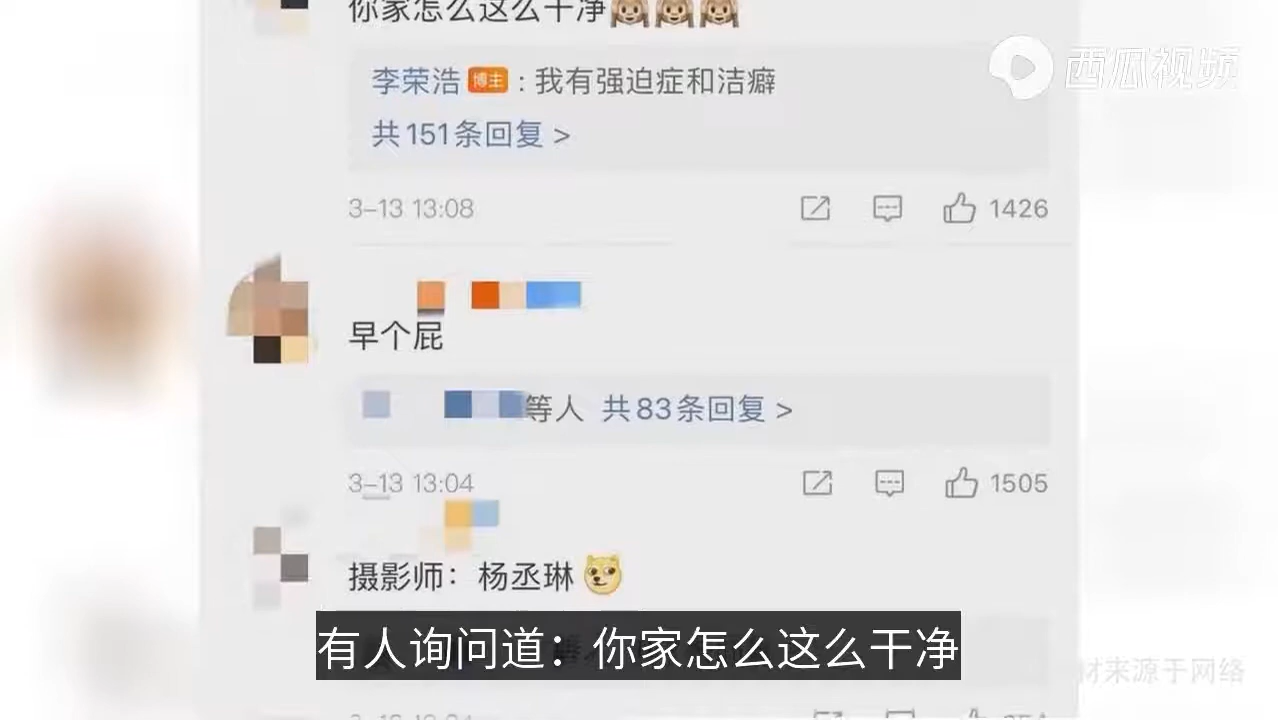 你家怎么这么干净🙈🙈🙈
西瓜视频
李荣浩 博主：我有强迫症和洁癖
共151条回复 >
3-13 13:08
1426
早个屁
等人 共83条回复 >
3-13 13:04
1505
摄影师：杨丞琳
有人询问道：你家怎么这么干净
材来源于网络